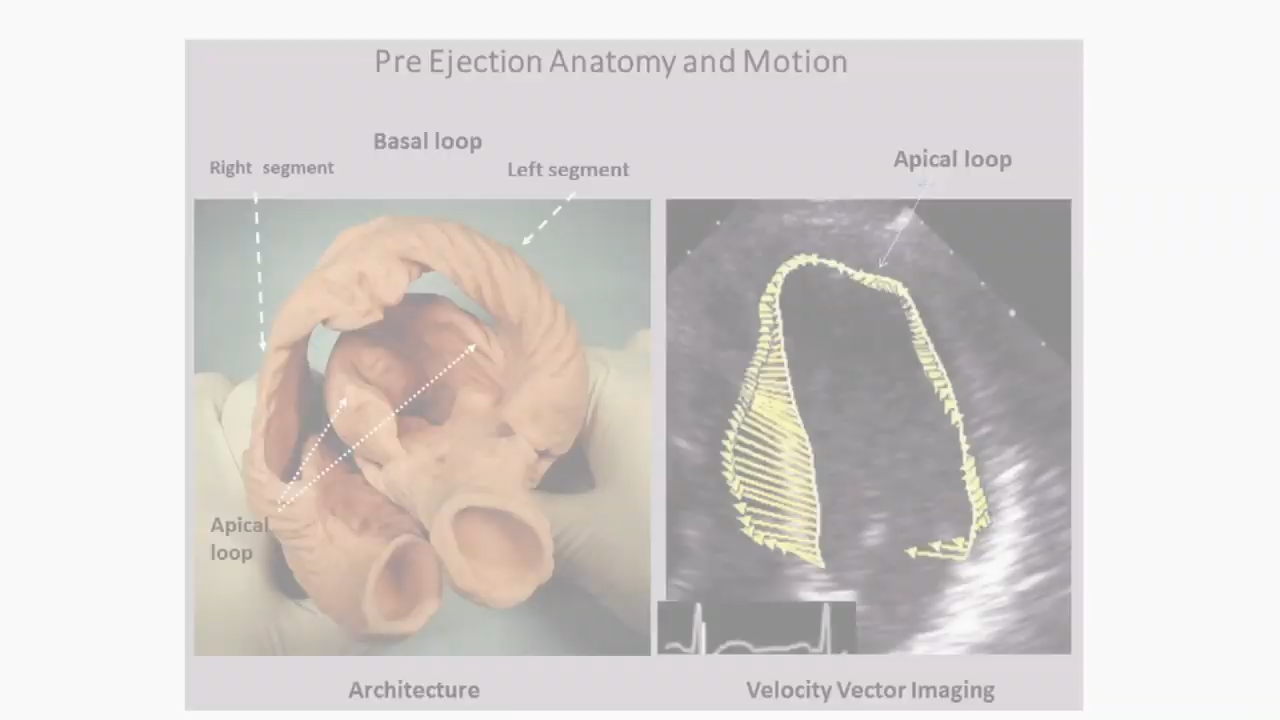 Pre Ejection Anatomy and Motion
Basal loop
Right segment
Left segment
Apical loop
Apical
loop
Architecture
Velocity Vector Imaging